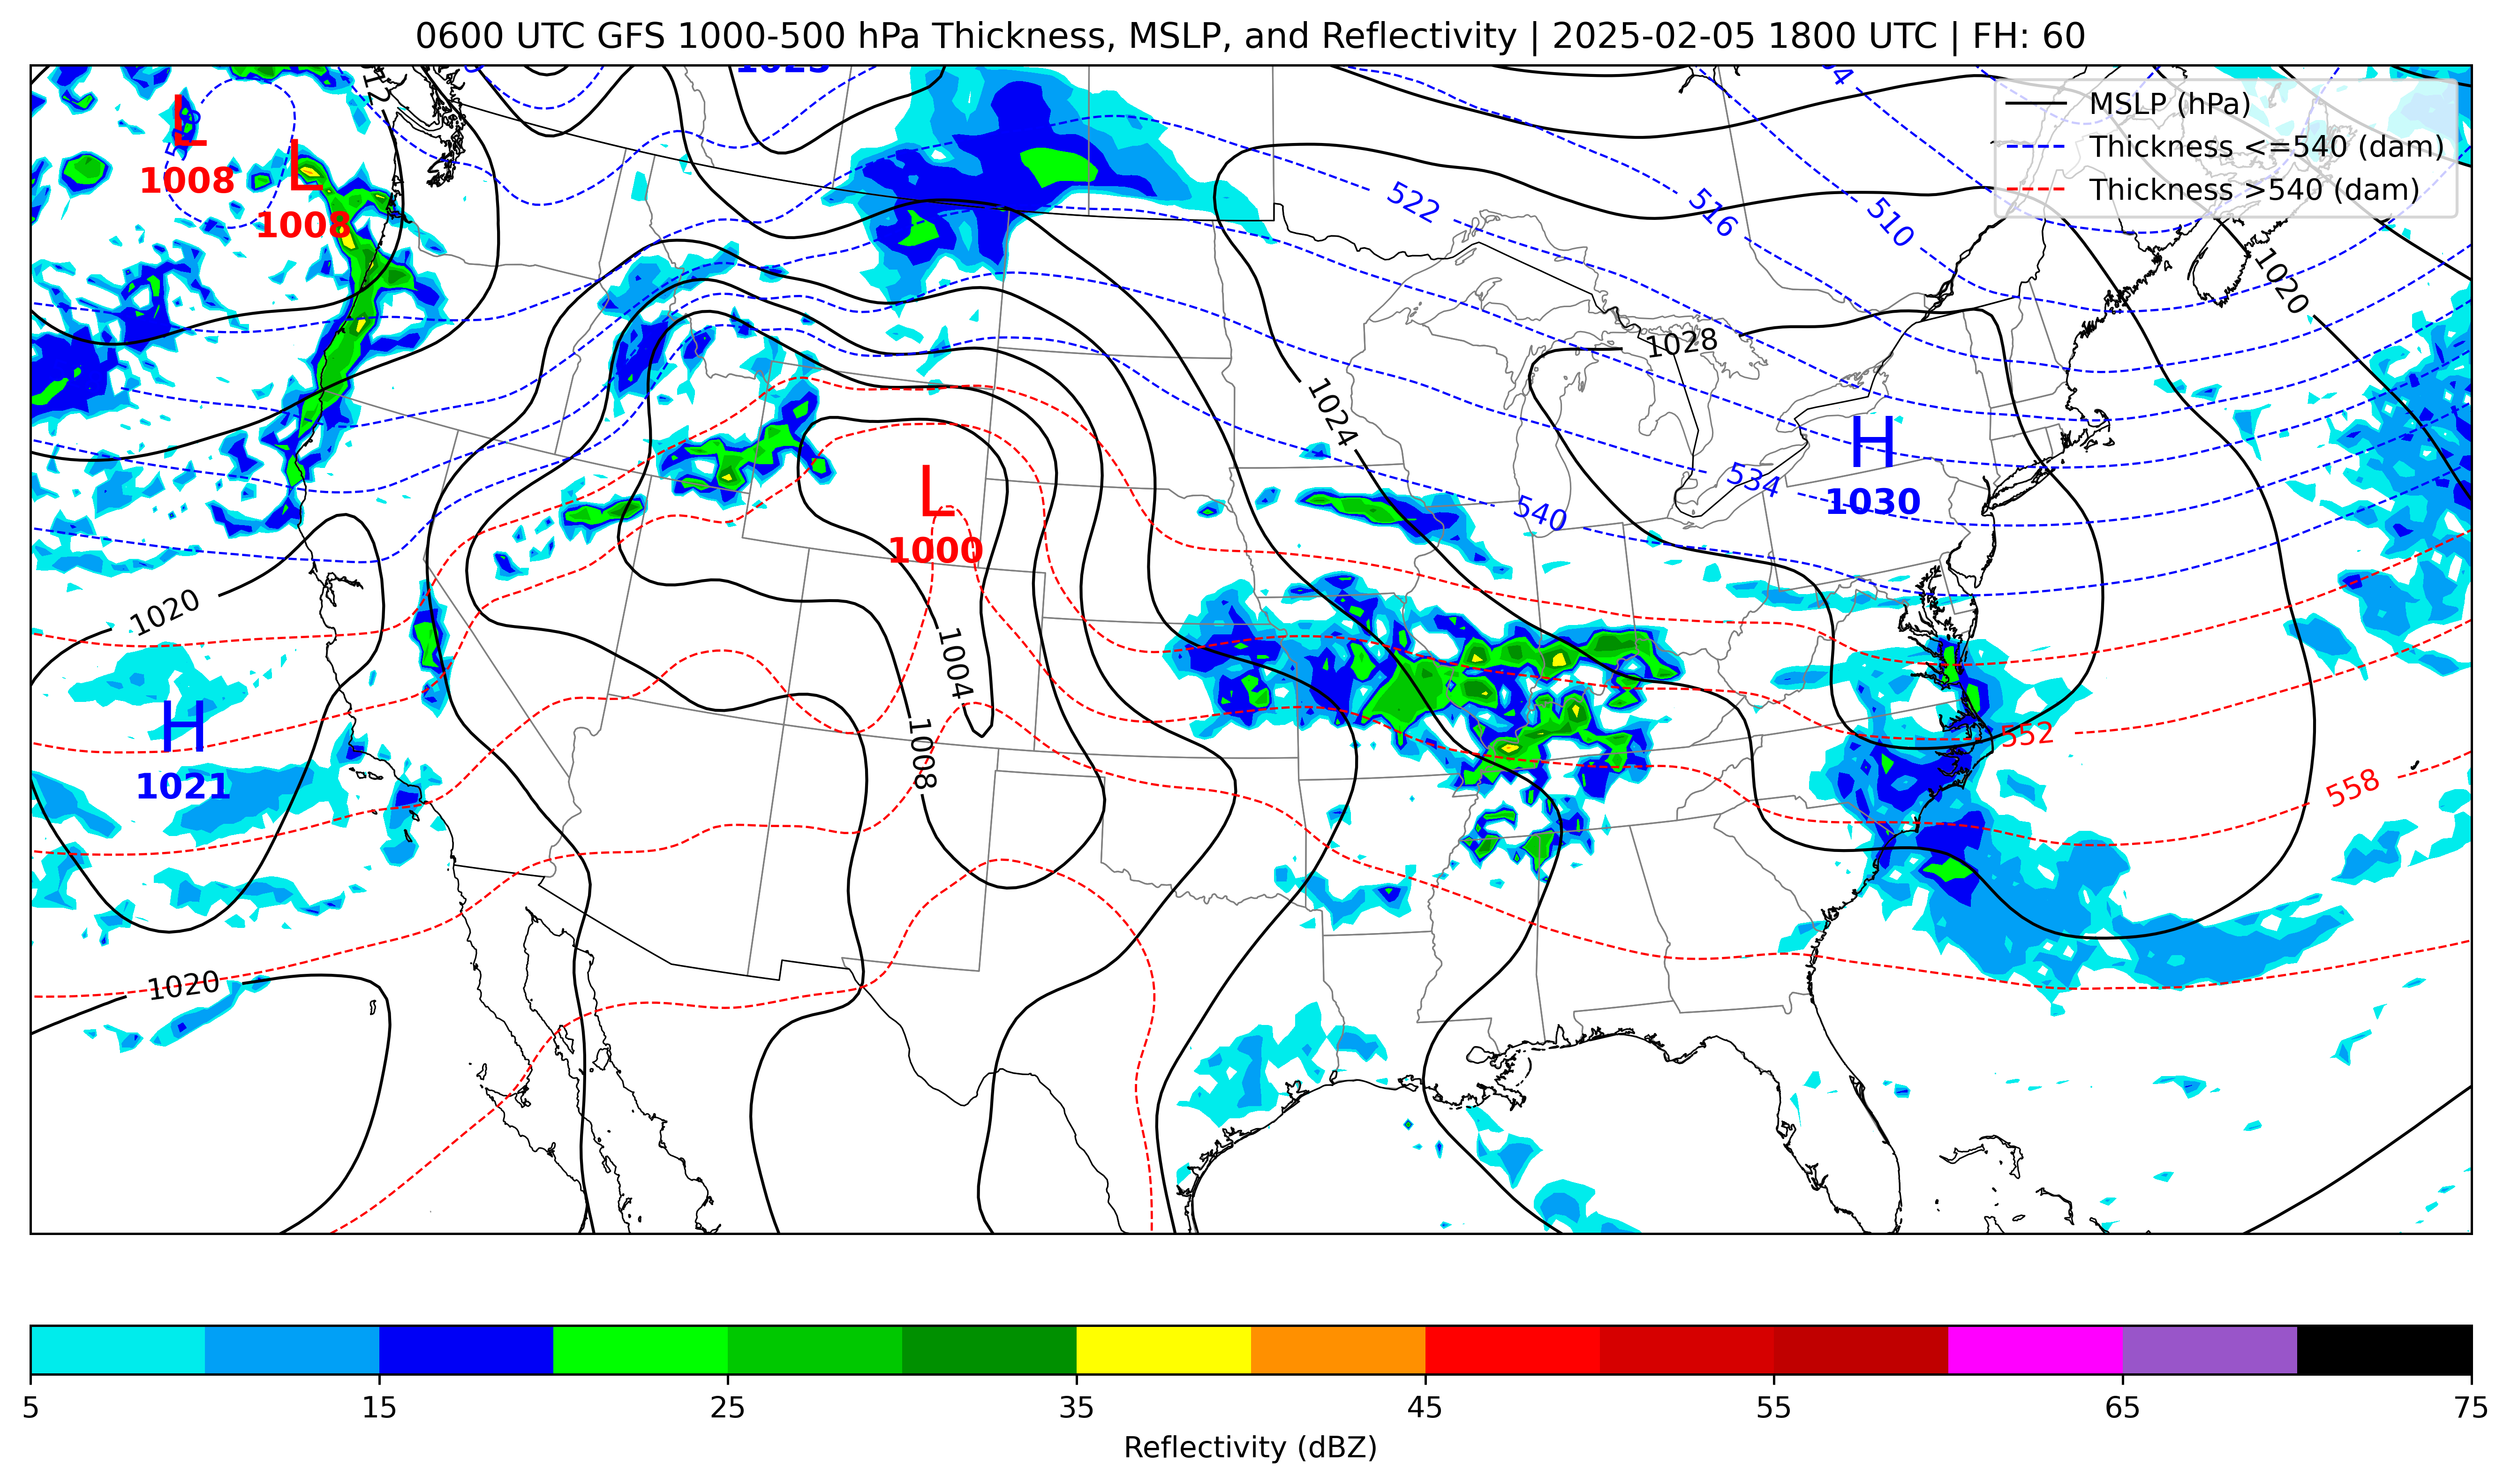 0600 UTC GFS 1000-500 hPa Thickness, MSLP, and Reflectivity | 2025-02-05 1800 UTC | FH: 60
MSLP (hPa)
Thickness <=540 (dam)
Thickness >540 (dam)
L
1008
L
1008
522
516
510
1020
1028
1024
H
1030
534
540
L
1000
1020
1004
H
1021
1008
552
558
1020
5 15 25 35 45 55 65 75
Reflectivity (dBZ)